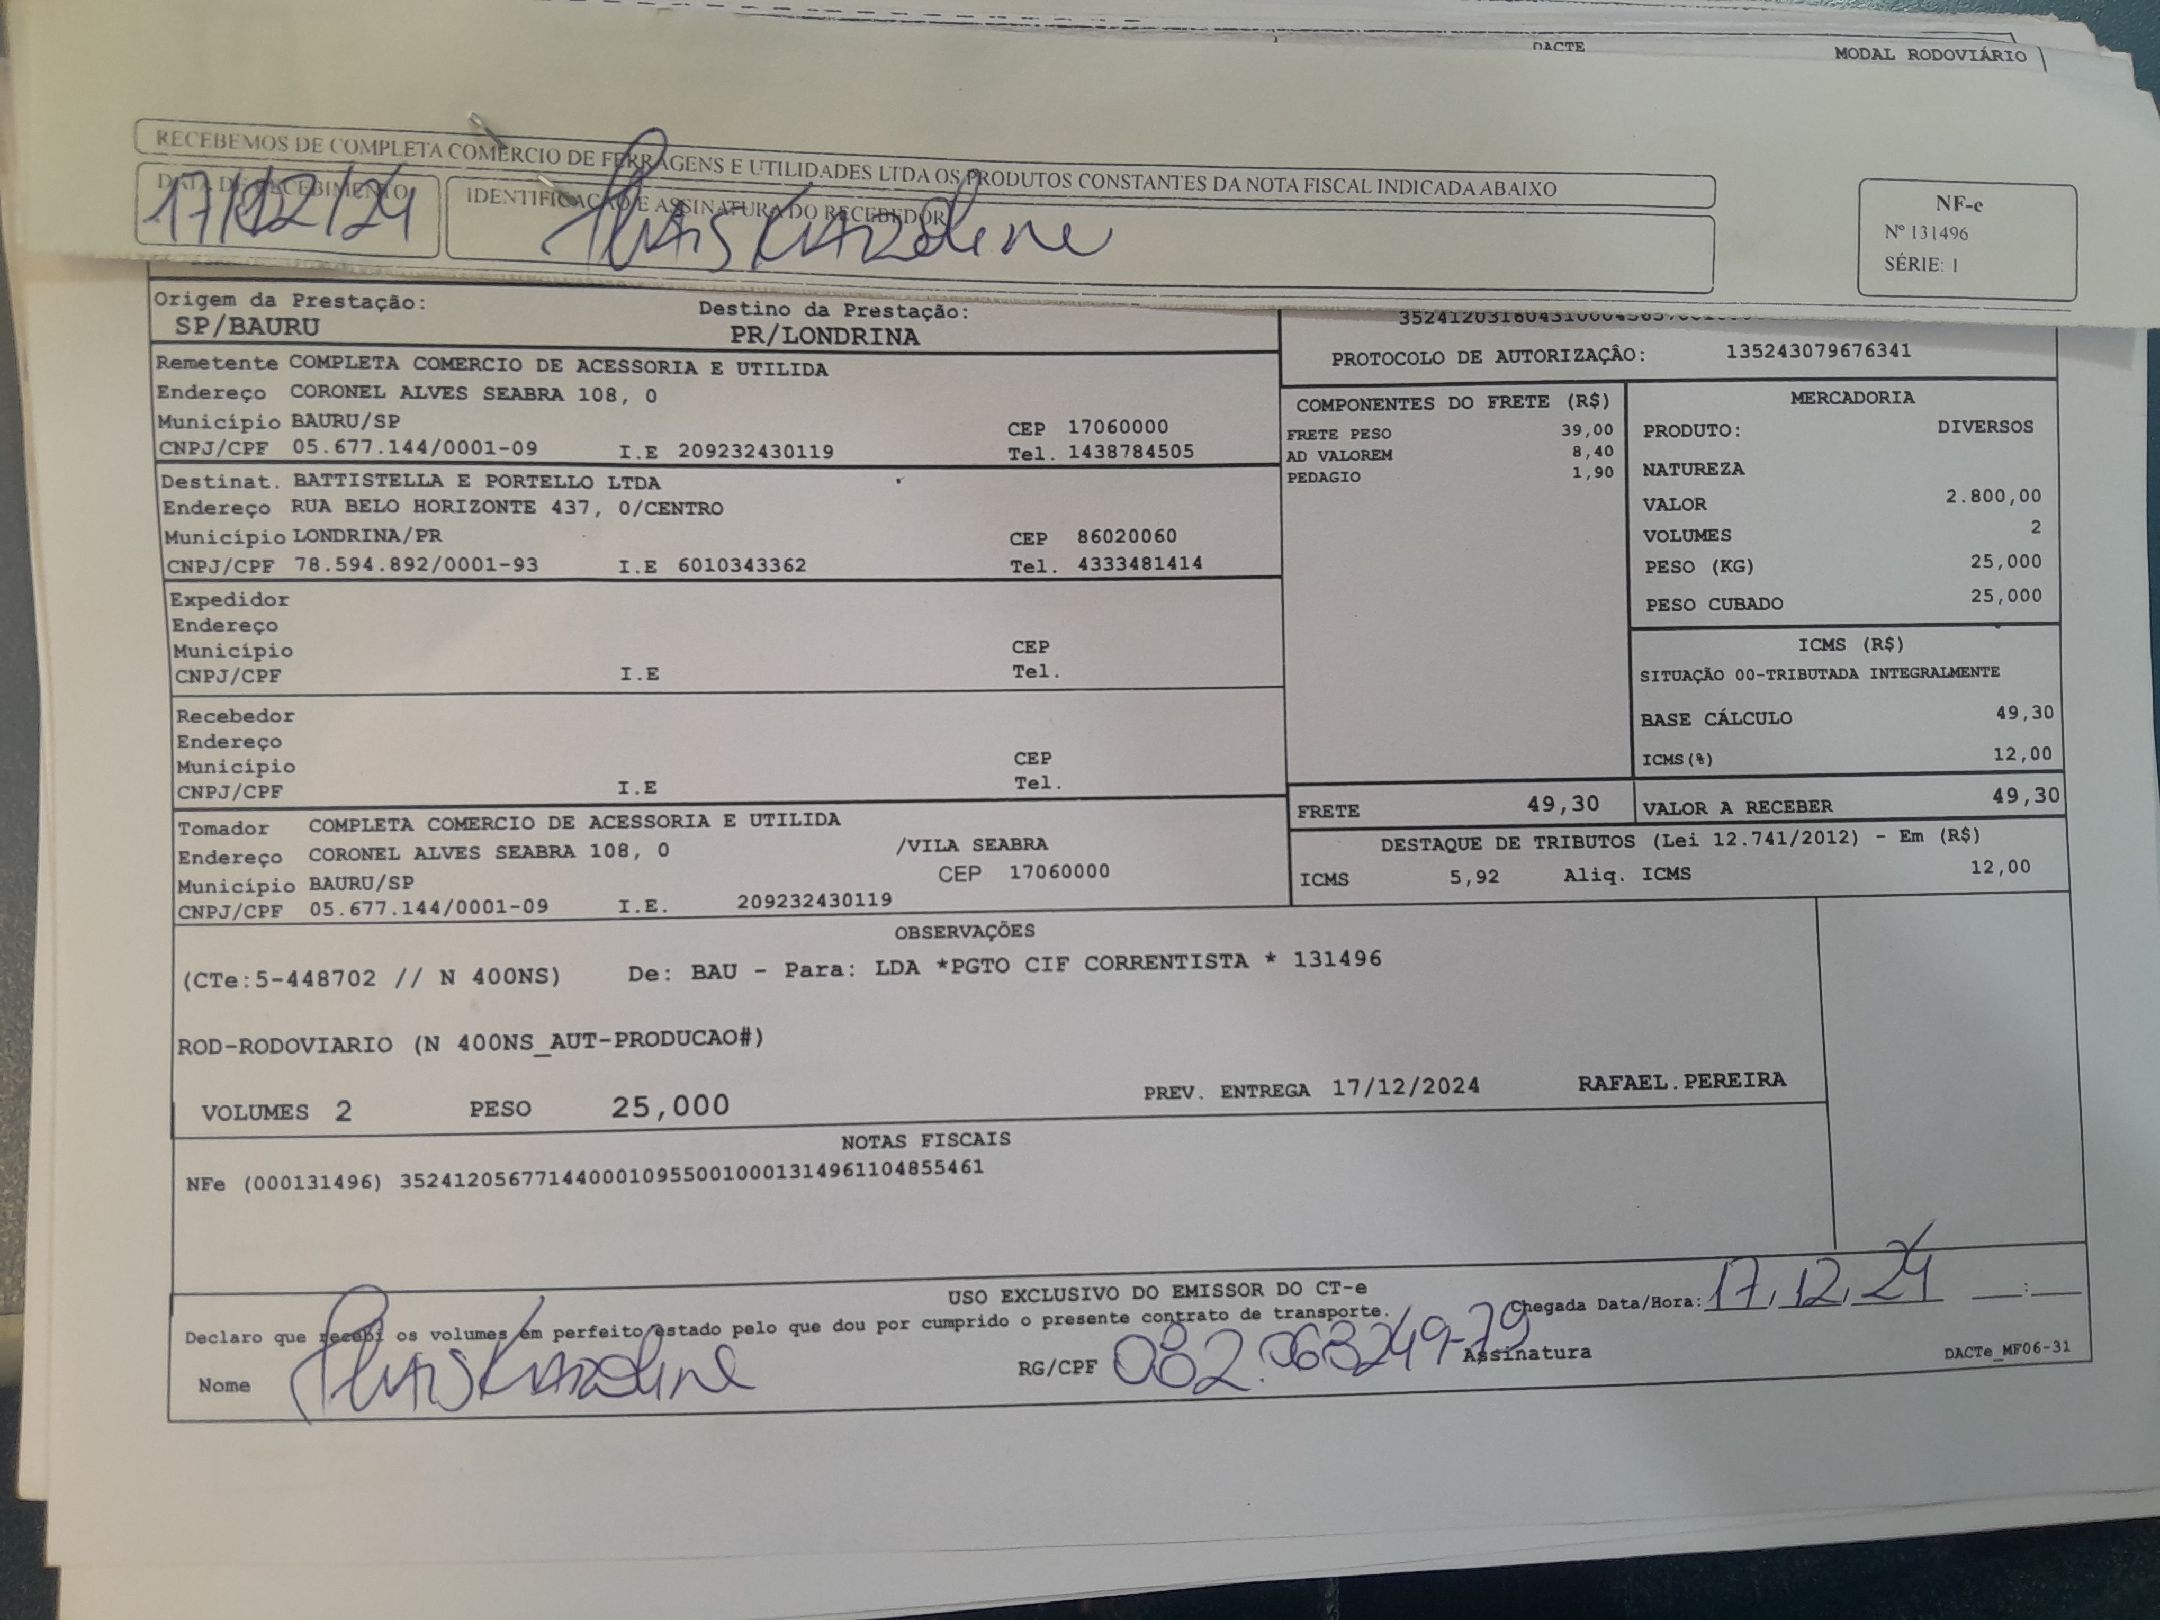 DACTE MODAL RODOVIÁRIO
RECEBEMOS DE COMPLETA COMERCIO DE FERRAGENS E UTILIDADES LTDA OS PRODUTOS CONSTANTES DA NOTA FISCAL INDICADA ABAIXO
DATA DE RECEBIMENTO
17/12/24
IDENTIFICAÇÃO E ASSINATURA DO RECEBEDOR
NF-e
Nº 131496
SÉRIE: 1
Origem da Prestação:
SP/BAURU
Destino da Prestação:
PR/LONDRINA
PROTOCOLO DE AUTORIZAÇÂO: 135243079676341
Remetente COMPLETA COMERCIO DE ACESSORIA E UTILIDA
Endereço CORONEL ALVES SEABRA 108, 0
Município BAURU/SP CEP 17060000
CNPJ/CPF 05.677.144/0001-09 I.E 209232430119 Tel. 1438784505
Destinat. BATTISTELLA E PORTELLO LTDA
Endereço RUA BELO HORIZONTE 437, 0/CENTRO
Município LONDRINA/PR CEP 86020060
CNPJ/CPF 78.594.892/0001-93 I.E 6010343362 Tel. 4333481414
Expedidor
Endereço
Município CEP
CNPJ/CPF I.E Tel.
Recebedor
Endereço
Município CEP
CNPJ/CPF I.E Tel.
Tomador COMPLETA COMERCIO DE ACESSORIA E UTILIDA
Endereço CORONEL ALVES SEABRA 108, 0 /VILA SEABRA
Município BAURU/SP CEP 17060000
CNPJ/CPF 05.677.144/0001-09 I.E. 209232430119
COMPONENTES DO FRETE (R$)
FRETE PESO 39,00
AD VALOREM 8,40
PEDAGIO 1,90
MERCADORIA
PRODUTO: DIVERSOS
NATUREZA
VALOR 2.800,00
VOLUMES 2
PESO (KG) 25,000
PESO CUBADO 25,000
ICMS (R$)
SITUAÇÃO 00-TRIBUTADA INTEGRALMENTE
BASE CÁLCULO 49,30
ICMS(%) 12,00
FRETE 49,30 VALOR A RECEBER 49,30
DESTAQUE DE TRIBUTOS (Lei 12.741/2012) - Em (R$)
ICMS 5,92 Aliq. ICMS 12,00
OBSERVAÇÕES
(CTe:5-448702 // N 400NS) De: BAU - Para: LDA *PGTO CIF CORRENTISTA * 131496
ROD-RODOVIARIO (N 400NS_AUT-PRODUCAO#)
VOLUMES 2 PESO 25,000 PREV. ENTREGA 17/12/2024 RAFAEL.PEREIRA
NOTAS FISCAIS
NFe (000131496) 35241205677144000109550010001314961104855461
USO EXCLUSIVO DO EMISSOR DO CT-e
Declaro que recebi os volumes em perfeito estado pelo que dou por cumprido o presente contrato de transporte.
Chegada Data/Hora: 17,12,24 __:__
Nome RG/CPF 082.063249-79 Assinatura DACTe_MF06-31